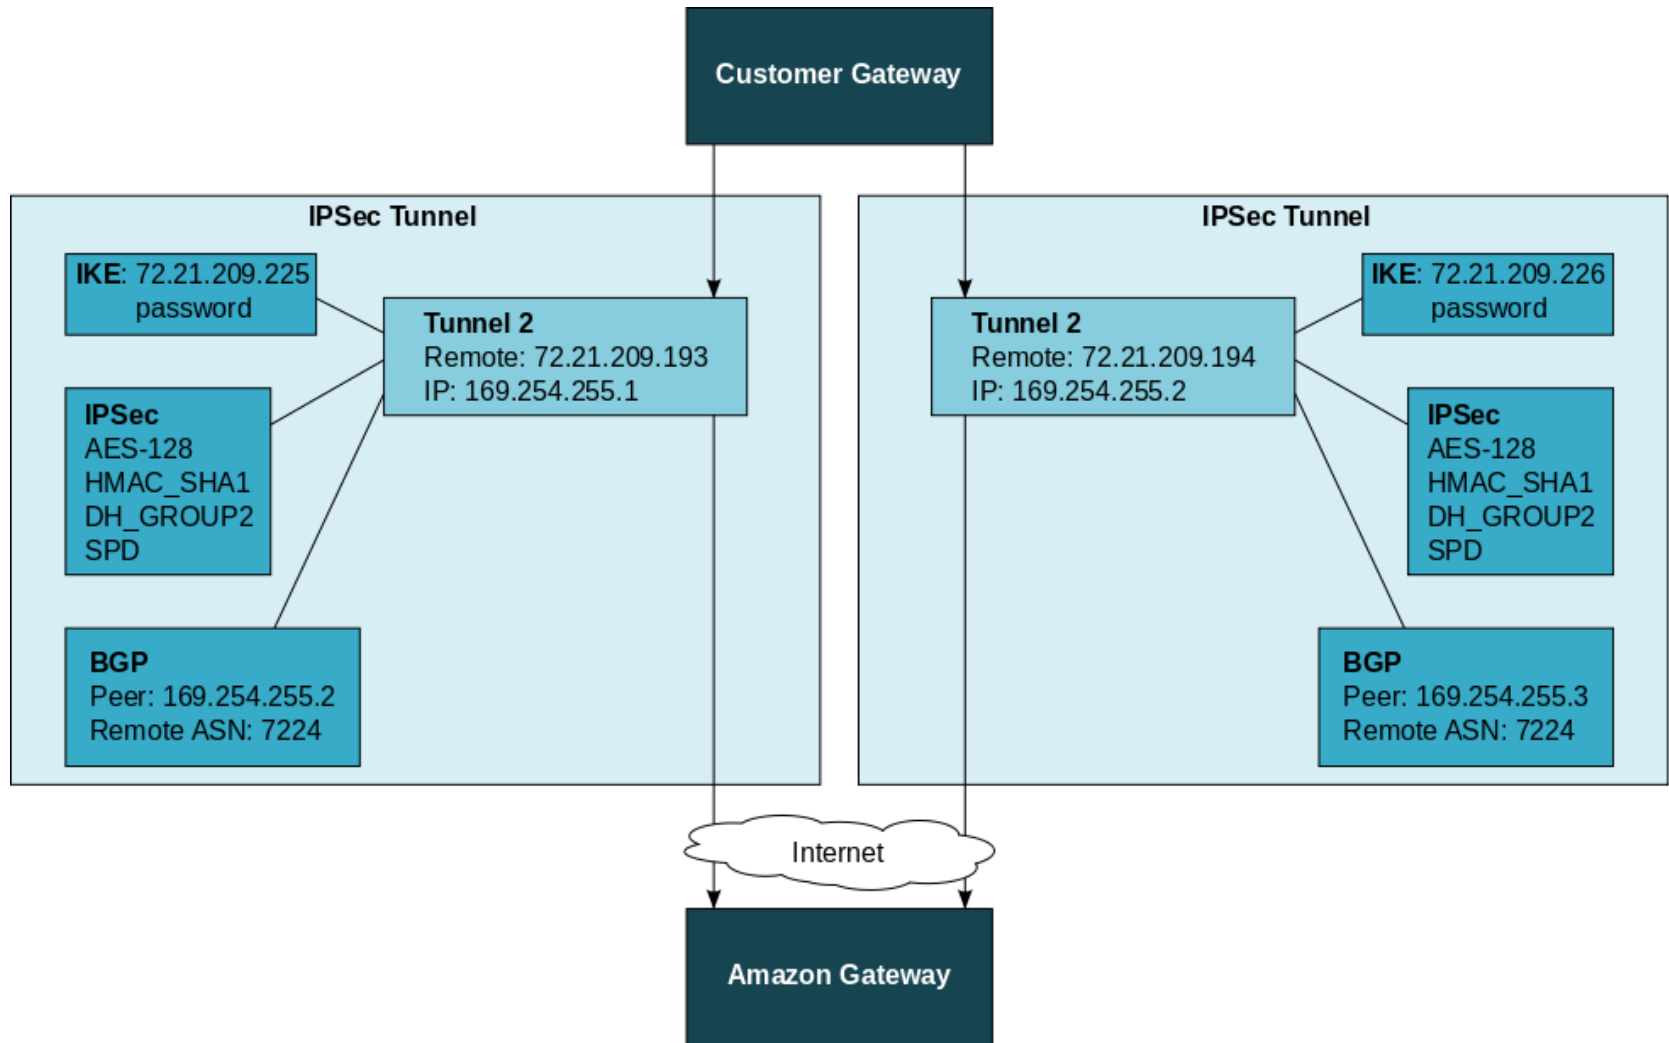 Customer Gateway
IPSec Tunnel
IKE: 72.21.209.225
password
Tunnel 2
Remote: 72.21.209.193
IP: 169.254.255.1
IPSec
AES-128
HMAC_SHA1
DH_GROUP2
SPD
BGP
Peer: 169.254.255.2
Remote ASN: 7224
IPSec Tunnel
Tunnel 2
Remote: 72.21.209.194
IP: 169.254.255.2
IKE: 72.21.209.226
password
IPSec
AES-128
HMAC_SHA1
DH_GROUP2
SPD
BGP
Peer: 169.254.255.3
Remote ASN: 7224
Internet
Amazon Gateway